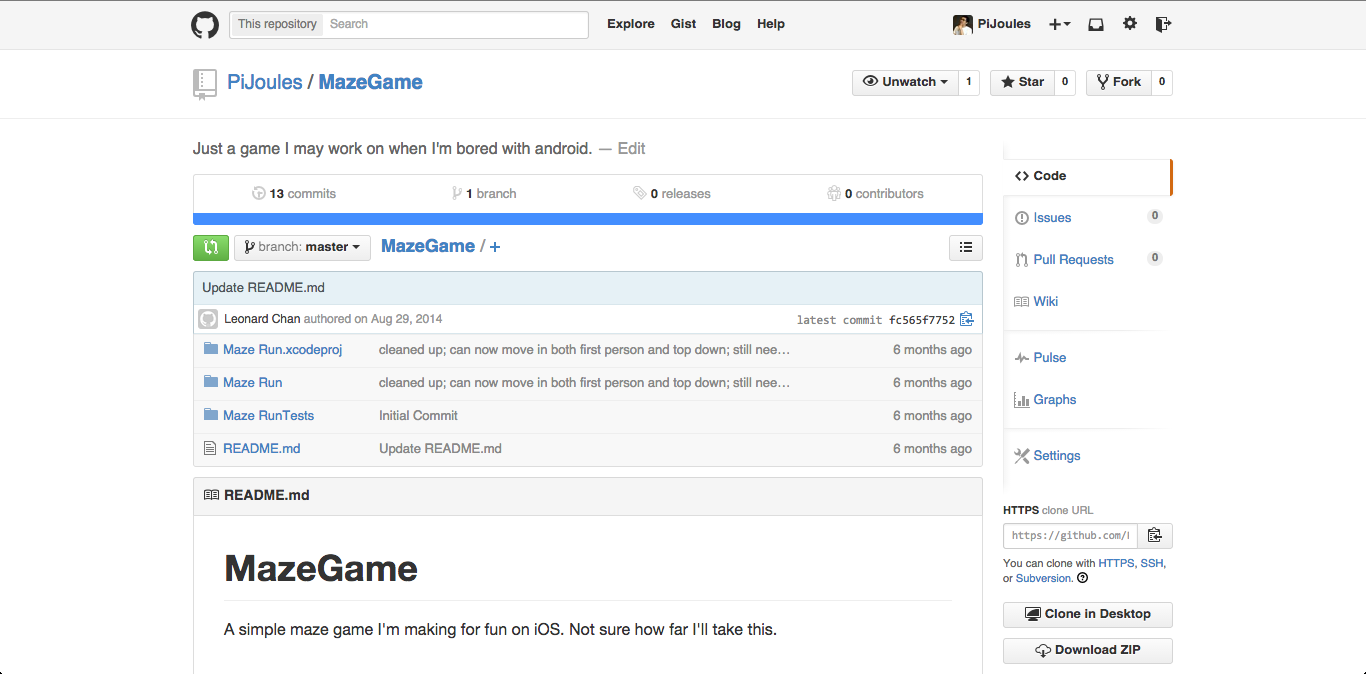 This repository Search Explore Gist Blog Help PiJoules
PiJoules / MazeGame Unwatch 1 Star 0 Fork 0
Just a game I may work on when I'm bored with android. — Edit
13 commits 1 branch 0 releases 0 contributors
branch: master MazeGame / +
Update README.md
Leonard Chan authored on Aug 29, 2014 latest commit fc565f7752
Maze Run.xcodeproj cleaned up; can now move in both first person and top down; still nee… 6 months ago
Maze Run cleaned up; can now move in both first person and top down; still nee… 6 months ago
Maze RunTests Initial Commit 6 months ago
README.md Update README.md 6 months ago
README.md
MazeGame
A simple maze game I'm making for fun on iOS. Not sure how far I'll take this.
Code
Issues 0
Pull Requests 0
Wiki
Pulse
Graphs
Settings
HTTPS clone URL
https://github.com/
You can clone with HTTPS, SSH,
or Subversion.
Clone in Desktop
Download ZIP